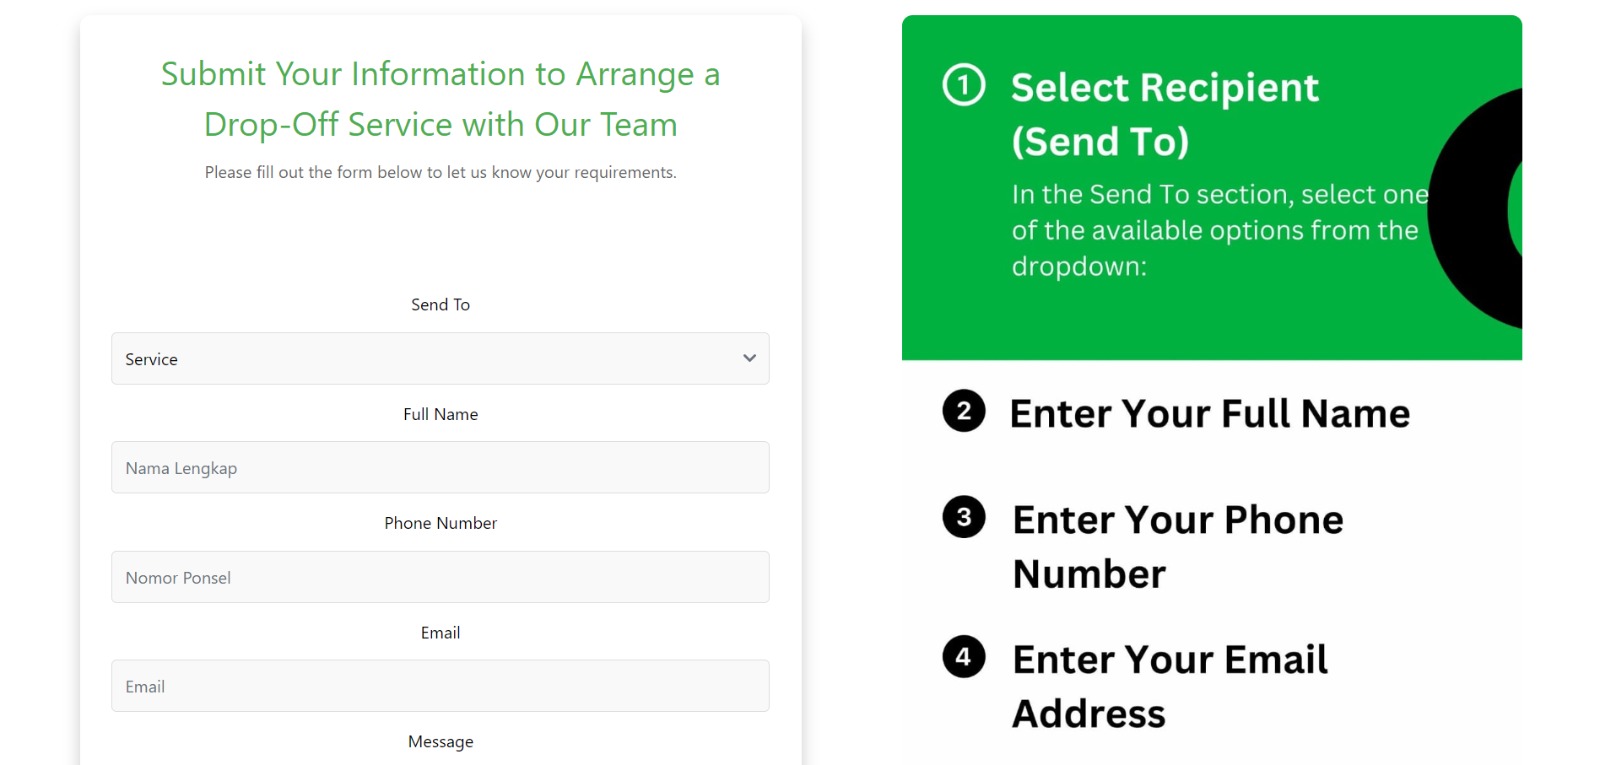 Submit Your Information to Arrange a
Drop-Off Service with Our Team
Please fill out the form below to let us know your requirements.
Send To
Service
Full Name
Nama Lengkap
Phone Number
Nomor Ponsel
Email
Email
Message
1 Select Recipient
(Send To)
In the Send To section, select one
of the available options from the
dropdown:
2 Enter Your Full Name
3 Enter Your Phone
Number
4 Enter Your Email
Address